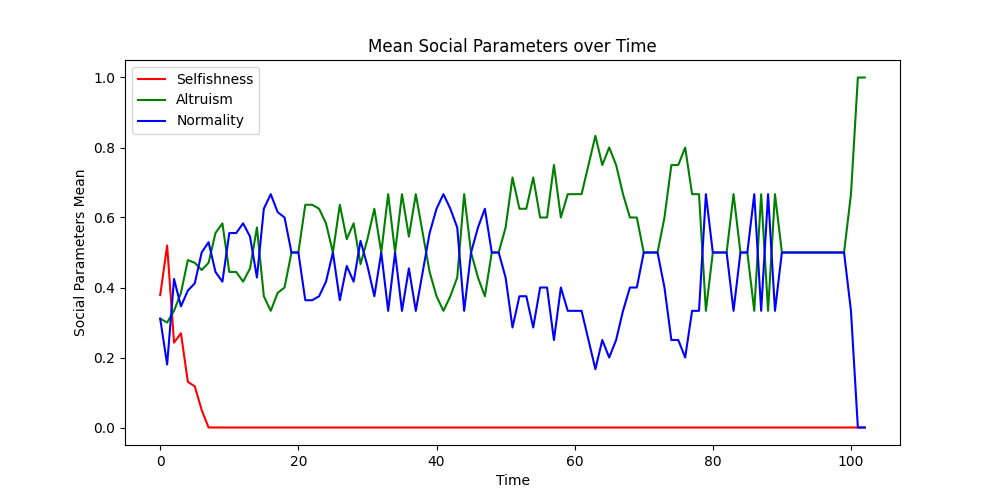 Mean Social Parameters over Time
Selfishness
Altruism
Normality
1.0
0.8
0.6
0.4
0.2
0.0
Social Parameters Mean
0 20 40 60 80 100
Time